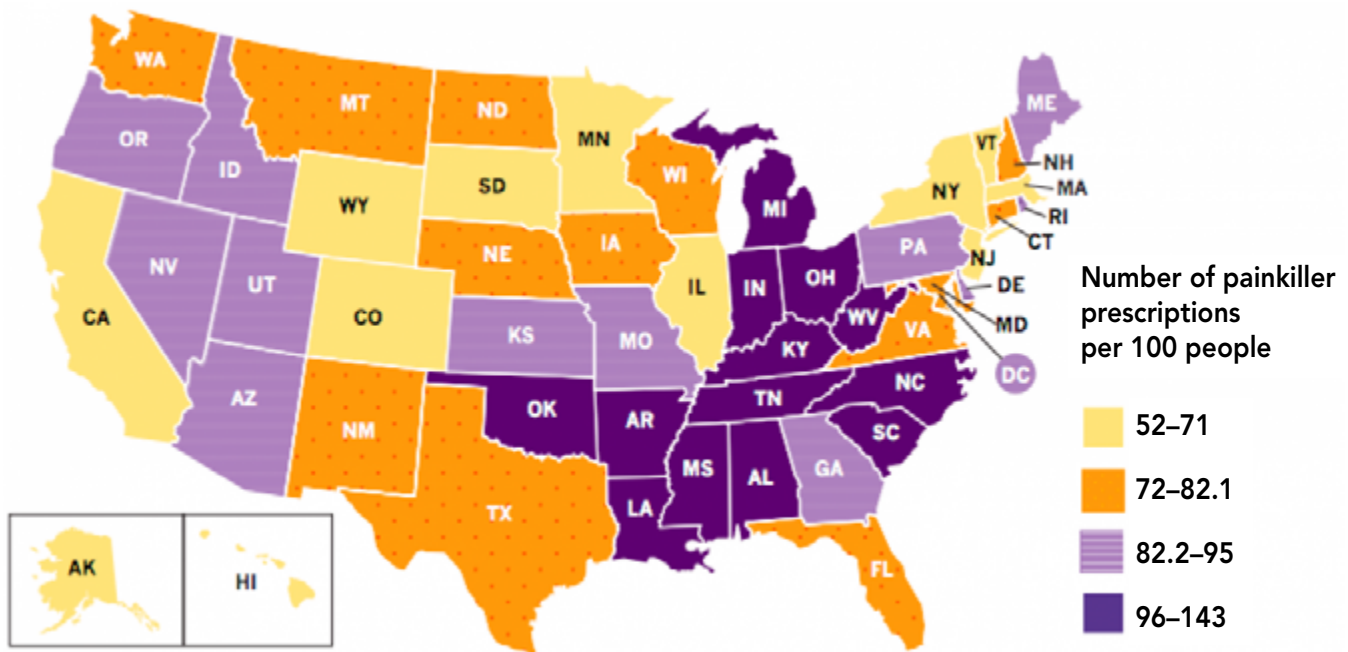 WA
MT
ND
MN
ME
VT
NH
OR
ID
SD
WI
NY
MA
WY
MI
RI
CT
NE
IA
PA
NJ
NV
UT
IL
IN
OH
DE
CA
CO
KS
MO
WV
VA
MD
KY
DC
AZ
NM
OK
AR
TN
NC
SC
MS
AL
GA
TX
LA
FL
AK
HI
Number of painkiller
prescriptions
per 100 people
52–71
72–82.1
82.2–95
96–143